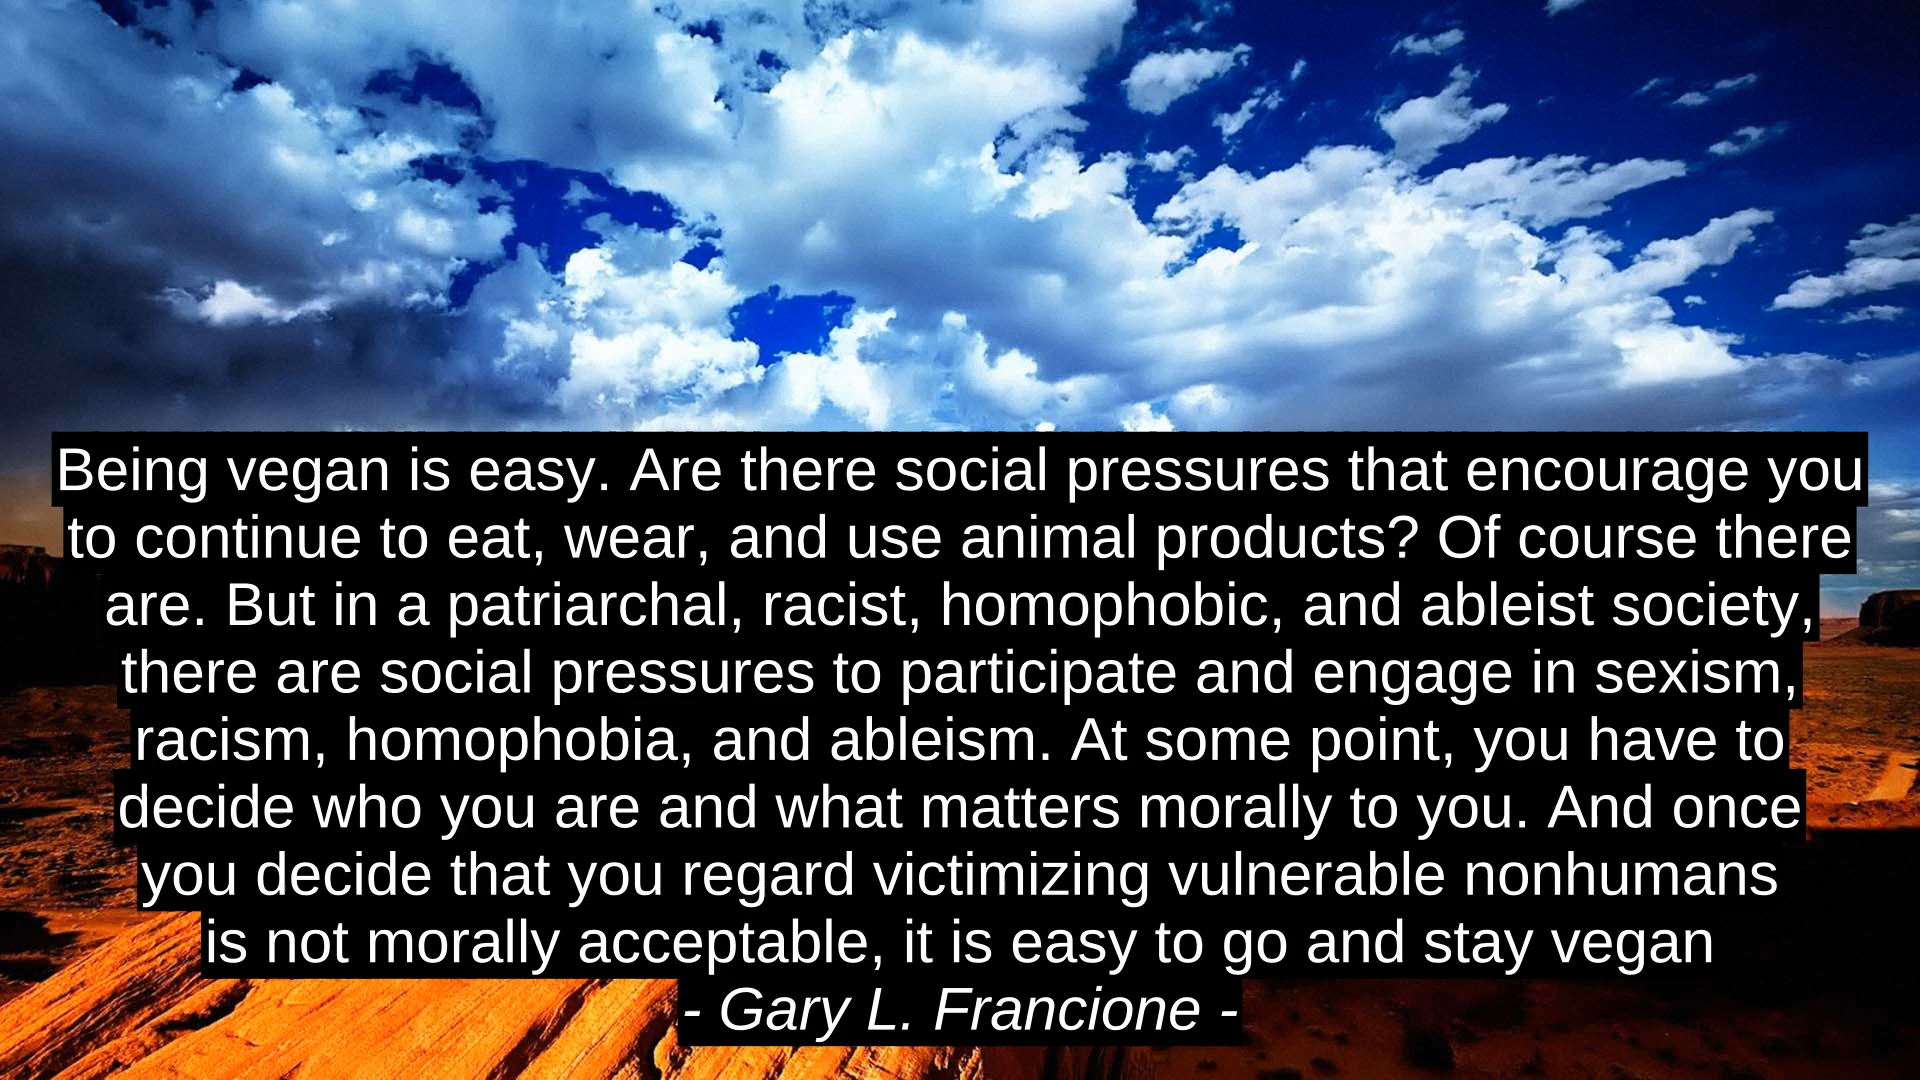 Being vegan is easy. Are there social pressures that encourage you
to continue to eat, wear, and use animal products? Of course there
are. But in a patriarchal, racist, homophobic, and ableist society,
there are social pressures to participate and engage in sexism,
racism, homophobia, and ableism. At some point, you have to
decide who you are and what matters morally to you. And once
you decide that you regard victimizing vulnerable nonhumans
is not morally acceptable, it is easy to go and stay vegan
- Gary L. Francione -